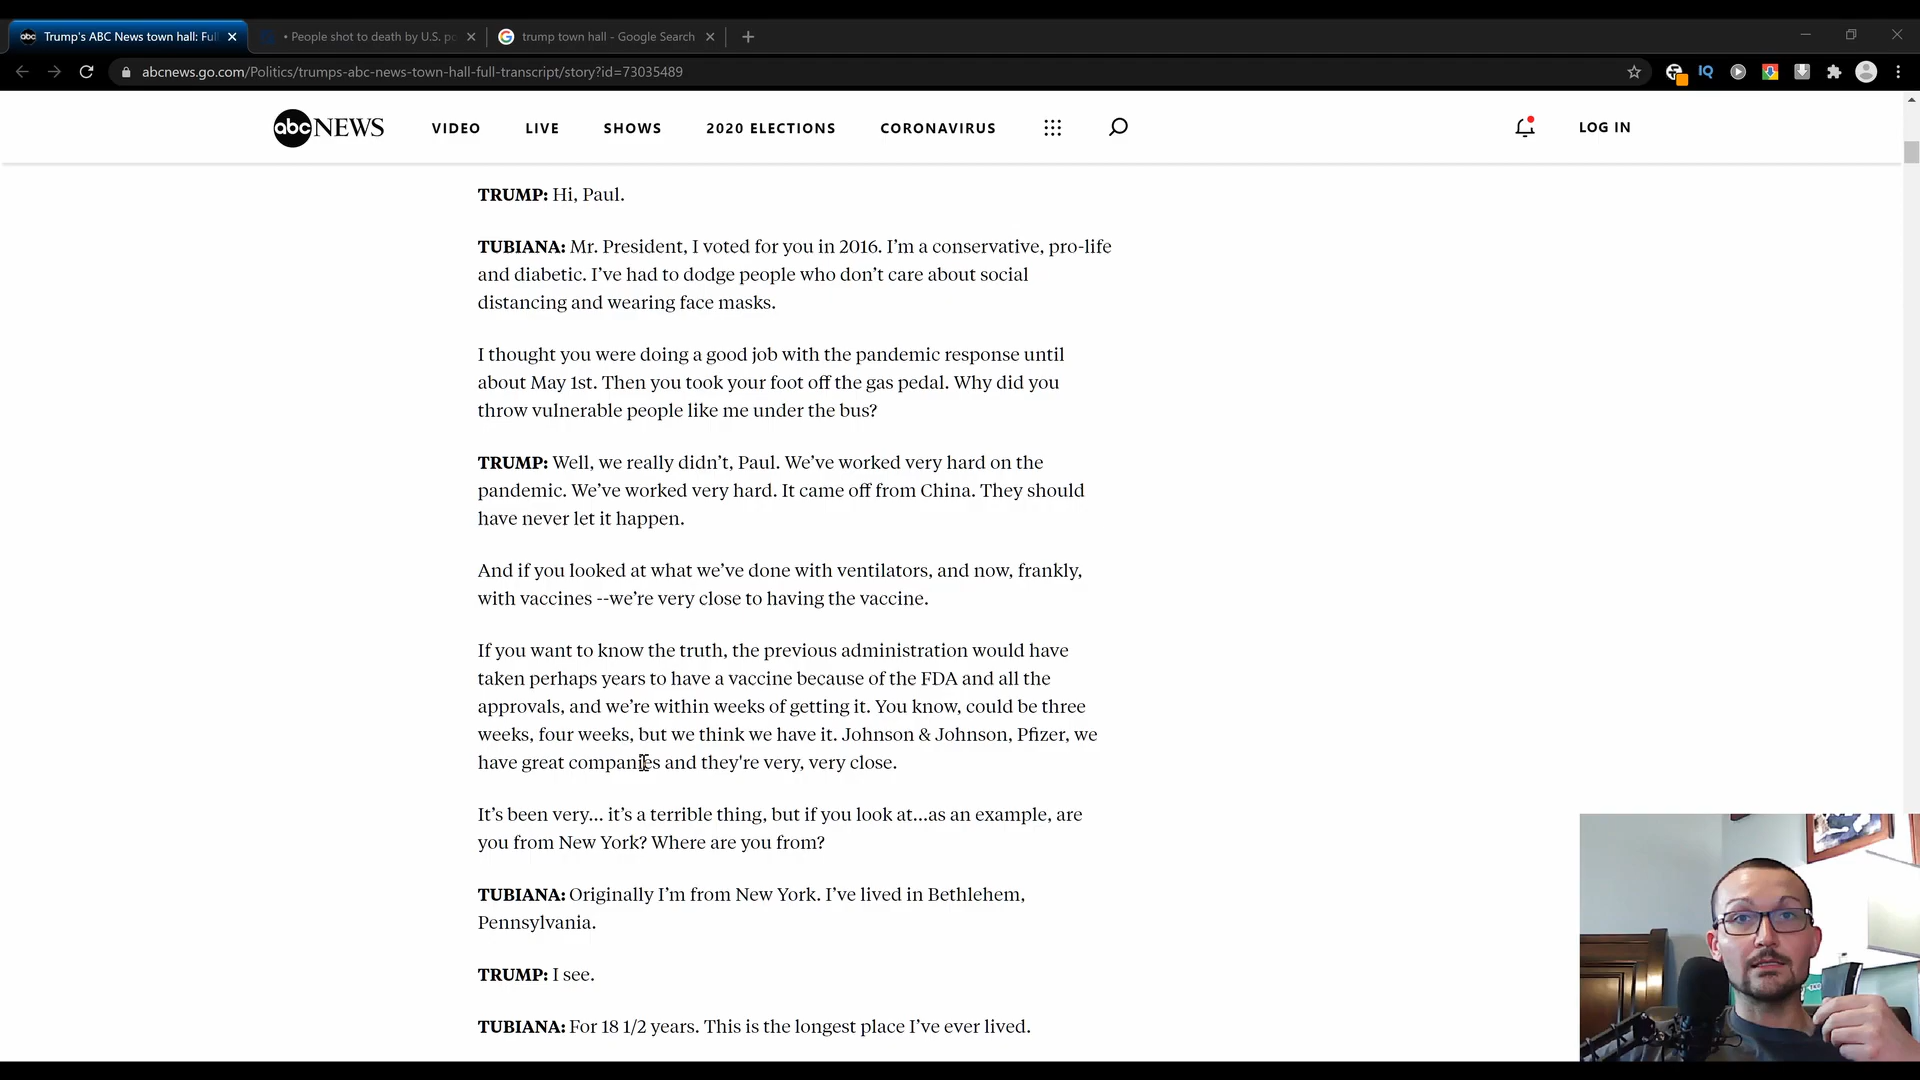 Trump's ABC News town hall: Ful
• People shot to death by U.S. po
trump town hall - Google Search
abcnews.go.com/Politics/trumps-abc-news-town-hall-full-transcript/story?id=73035489
IQ
abc NEWS VIDEO LIVE SHOWS 2020 ELECTIONS CORONAVIRUS LOG IN
TRUMP: Hi, Paul.
TUBIANA: Mr. President, I voted for you in 2016. I’m a conservative, pro-life
and diabetic. I’ve had to dodge people who don’t care about social
distancing and wearing face masks.
I thought you were doing a good job with the pandemic response until
about May 1st. Then you took your foot off the gas pedal. Why did you
throw vulnerable people like me under the bus?
TRUMP: Well, we really didn’t, Paul. We’ve worked very hard on the
pandemic. We’ve worked very hard. It came off from China. They should
have never let it happen.
And if you looked at what we’ve done with ventilators, and now, frankly,
with vaccines --we’re very close to having the vaccine.
If you want to know the truth, the previous administration would have
taken perhaps years to have a vaccine because of the FDA and all the
approvals, and we’re within weeks of getting it. You know, could be three
weeks, four weeks, but we think we have it. Johnson & Johnson, Pfizer, we
have great companies and they're very, very close.
It’s been very... it’s a terrible thing, but if you look at...as an example, are
you from New York? Where are you from?
TUBIANA: Originally I’m from New York. I’ve lived in Bethlehem,
Pennsylvania.
TRUMP: I see.
TUBIANA: For 18 1/2 years. This is the longest place I’ve ever lived.